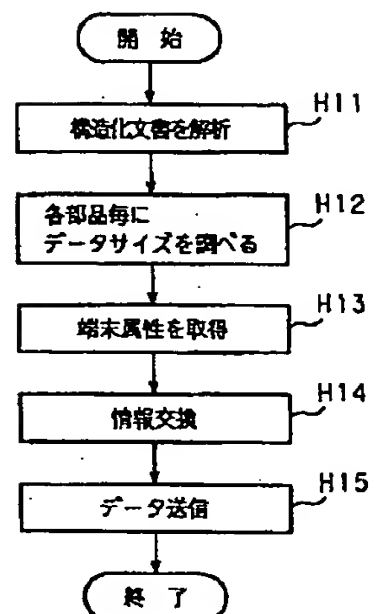 開 始
構造化文書を解析
H11
各部品毎に
データサイズを調べる
H12
端末属性を取得
H13
情報交換
H14
データ送信
H15
終 了